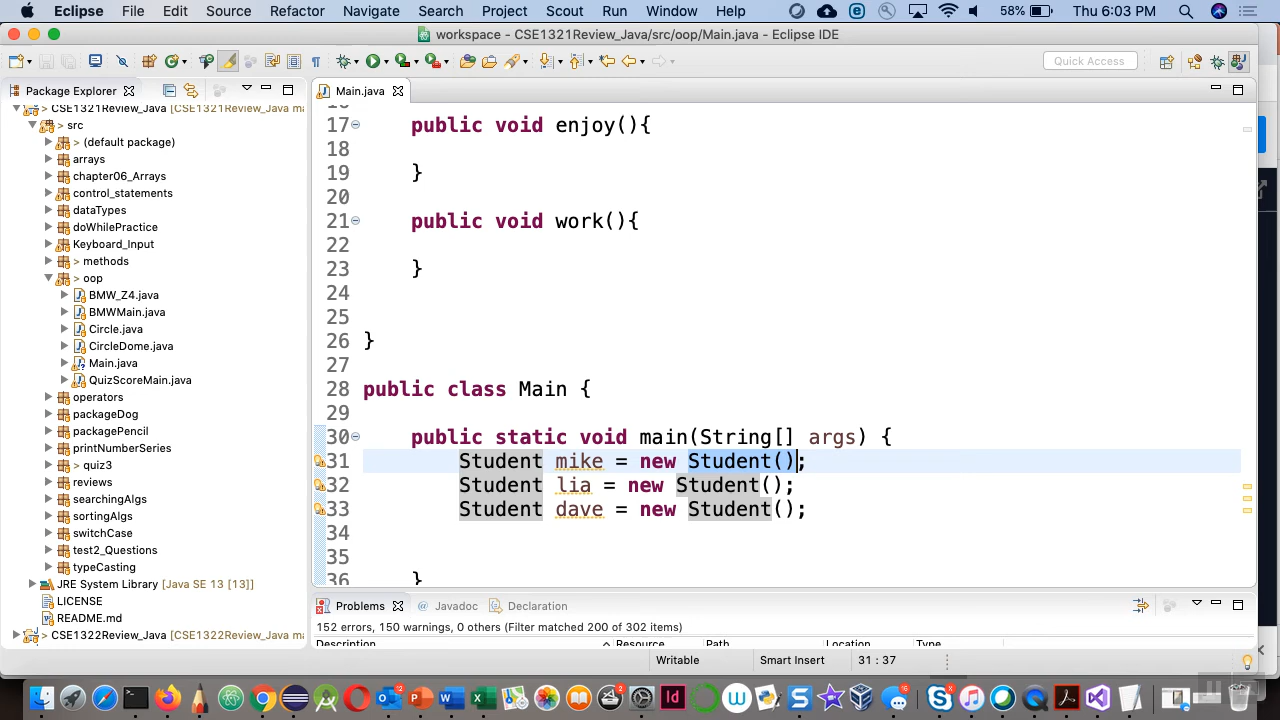 Eclipse File Edit Source Refactor Navigate Search Project Scout Run Window Help 58% Thu 6:03 PM
workspace - CSE1321Review_Java/src/oop/Main.java - Eclipse IDE
Quick Access
Package Explorer
Main.java
CSE1321Review_Java [CSE1321Review_Java ma
> src
> (default package)
arrays
chapter06_Arrays
control_statements
dataTypes
doWhilePractice
Keyboard_Input
> methods
> oop
BMW_Z4.java
BMWMain.java
Circle.java
CircleDome.java
Main.java
QuizScoreMain.java
operators
packageDog
packagePencil
printNumberSeries
> quiz3
reviews
searchingAlgs
sortingAlgs
switchCase
test2_Questions
typeCasting
JRE System Library [Java SE 13 [13]]
LICENSE
README.md
> CSE1322Review_Java [CSE1322Review_Java ma
17 public void enjoy(){
18
19 }
20
21 public void work(){
22
23 }
24
25
26 }
27
28 public class Main {
29
30 public static void main(String[] args) {
31 Student mike = new Student();
32 Student lia = new Student();
33 Student dave = new Student();
34
35
36 }
Problems @ Javadoc Declaration
152 errors, 150 warnings, 0 others (Filter matched 200 of 302 items)
Description Resource Path Location Type
Writable Smart Insert 31 : 37